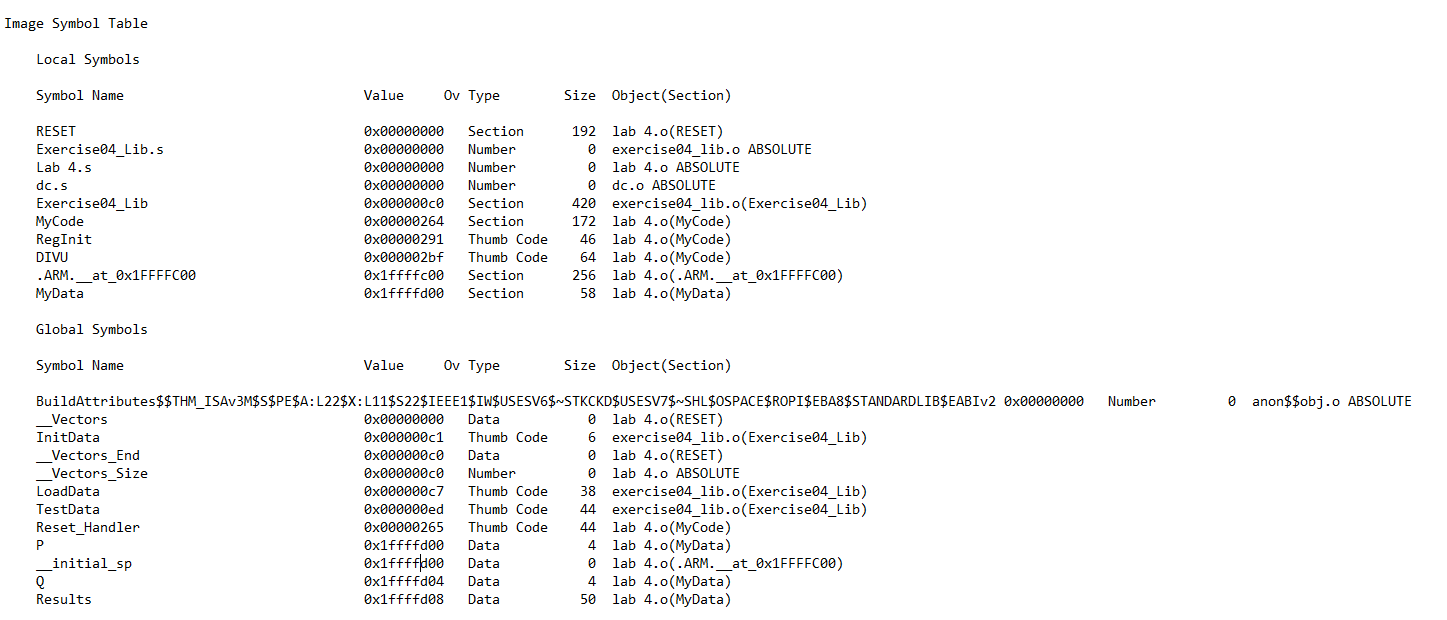 Image Symbol Table
Local Symbols
Symbol Name Value Ov Type Size Object(Section)
RESET 0x00000000 Section 192 lab 4.o(RESET)
Exercise04_Lib.s 0x00000000 Number 0 exercise04_lib.o ABSOLUTE
Lab 4.s 0x00000000 Number 0 lab 4.o ABSOLUTE
dc.s 0x00000000 Number 0 dc.o ABSOLUTE
Exercise04_Lib 0x000000c0 Section 420 exercise04_lib.o(Exercise04_Lib)
MyCode 0x00000264 Section 172 lab 4.o(MyCode)
RegInit 0x00000291 Thumb Code 46 lab 4.o(MyCode)
DIVU 0x000002bf Thumb Code 64 lab 4.o(MyCode)
.ARM.__at_0x1FFFFC00 0x1ffffc00 Section 256 lab 4.o(.ARM.__at_0x1FFFFC00)
MyData 0x1ffffd00 Section 58 lab 4.o(MyData)
Global Symbols
Symbol Name Value Ov Type Size Object(Section)
BuildAttributes$$THM_ISAv3M$S$PE$A:L22$X:L11$S22$IEEE1$IW$USESV6$~STKCKD$USESV7$~SHL$OSPACE$ROPI$EBA8$STANDARDLIB$EABIv2 0x00000000 Number 0 anon$$obj.o ABSOLUTE
__Vectors 0x00000000 Data 0 lab 4.o(RESET)
InitData 0x000000c1 Thumb Code 6 exercise04_lib.o(Exercise04_Lib)
__Vectors_End 0x000000c0 Data 0 lab 4.o(RESET)
__Vectors_Size 0x000000c0 Number 0 lab 4.o ABSOLUTE
LoadData 0x000000c7 Thumb Code 38 exercise04_lib.o(Exercise04_Lib)
TestData 0x000000ed Thumb Code 44 exercise04_lib.o(Exercise04_Lib)
Reset_Handler 0x00000265 Thumb Code 44 lab 4.o(MyCode)
P 0x1ffffd00 Data 4 lab 4.o(MyData)
__initial_sp 0x1ffffd00 Data 0 lab 4.o(.ARM.__at_0x1FFFFC00)
Q 0x1ffffd04 Data 4 lab 4.o(MyData)
Results 0x1ffffd08 Data 50 lab 4.o(MyData)